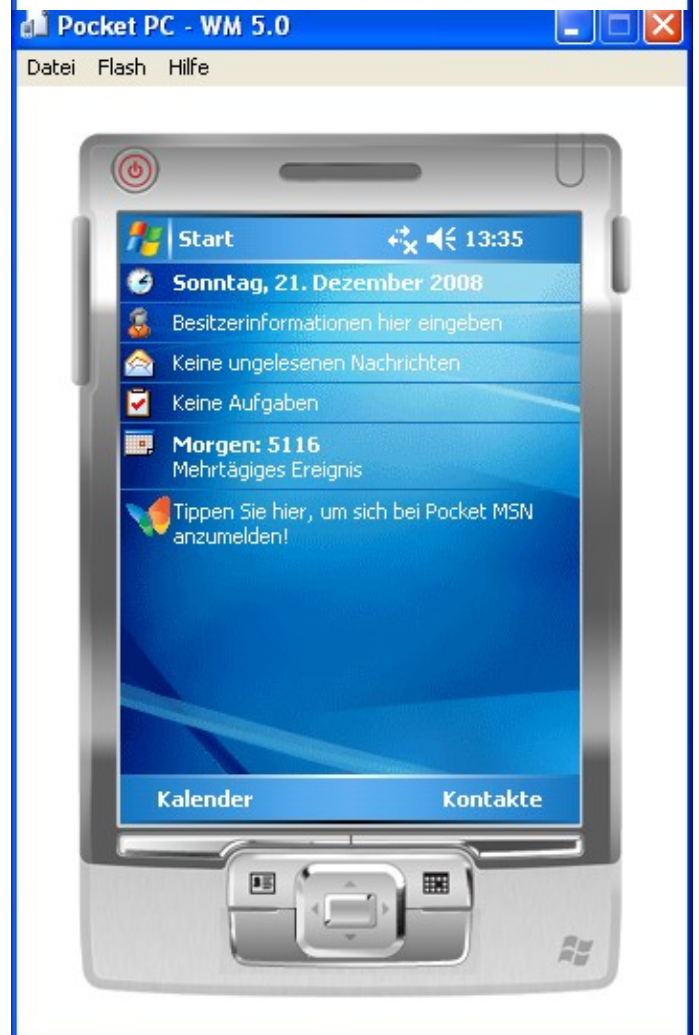 Pocket PC - WM 5.0
Datei Flash Hilfe
Start 13:35
Sonntag, 21. Dezember 2008
Besitzerinformationen hier eingeben
Keine ungelesenen Nachrichten
Keine Aufgaben
Morgen: 5116
Mehrtägiges Ereignis
Tippen Sie hier, um sich bei Pocket MSN
anzumelden!
Kalender Kontakte